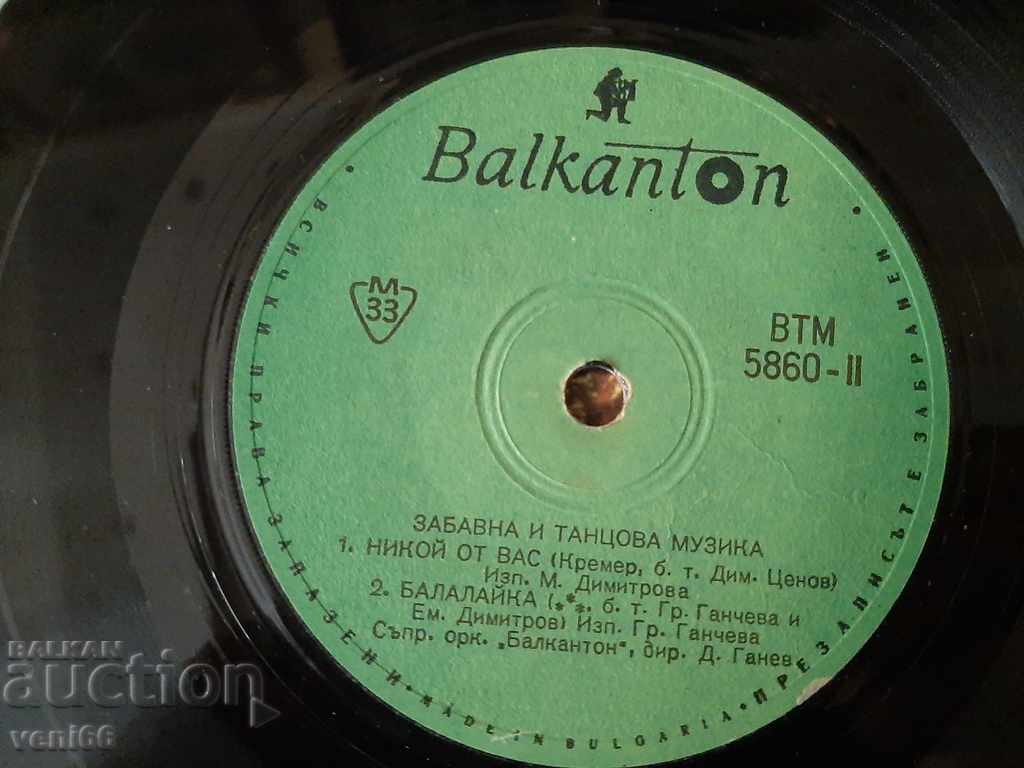 Balkanton
M
33
ВТМ
5860-II
ЗАБАВНА И ТАНЦОВА МУЗИКА
1. НИКОЙ ОТ ВАС (Кремер, б. т. Дим. Ценов)
Изп. М. Димитрова
2. БАЛАЛАЙКА (***, б. т. Гр. Ганчева и
Ем. Димитров) Изп. Гр. Ганчева
Съпр. орк. „Балкантон", дир. Д. Ганев
• ВСИЧКИ ПРАВА ЗАПАЗЕНИ • MADE IN BULGARIA • ПРЕЗАПИСЪТ Е ЗАБРАНЕН •
BALKAN
auction
veni66